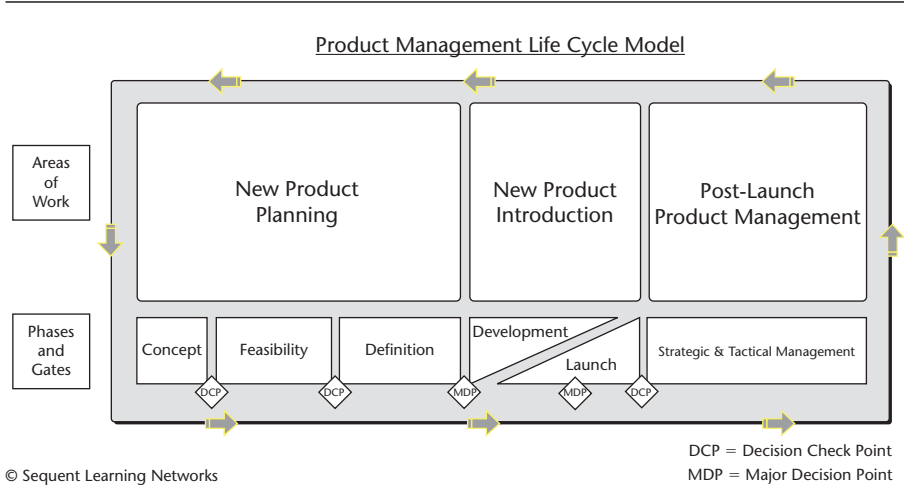 Product Management Life Cycle Model
Areas
of
Work
New Product
Planning
New Product
Introduction
Post-Launch
Product Management
Phases
and
Gates
Concept
Feasibility
Definition
Development
Launch
Strategic & Tactical Management
DCP
DCP
MDP
MDP
DCP
DCP = Decision Check Point
MDP = Major Decision Point
© Sequent Learning Networks